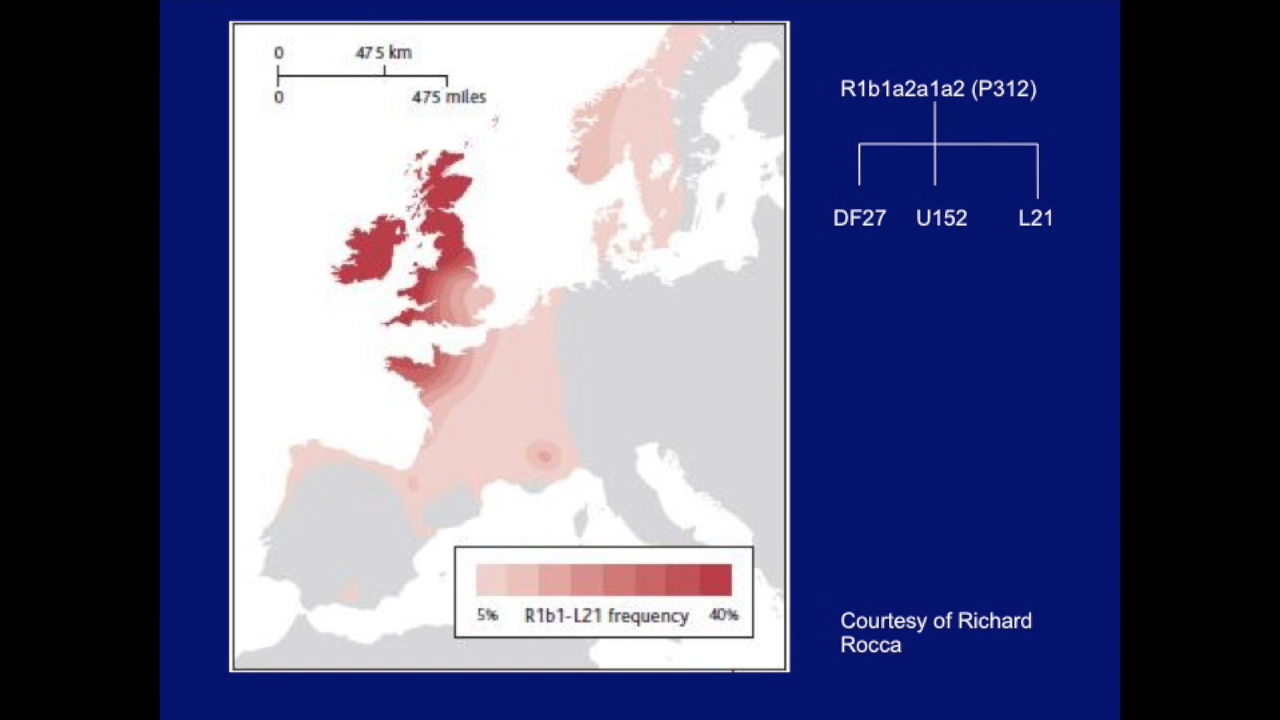 0 475 km
0 475 miles
5% R1b1-L21 frequency 40%
R1b1a2a1a2 (P312)
DF27 U152 L21
Courtesy of Richard
Rocca